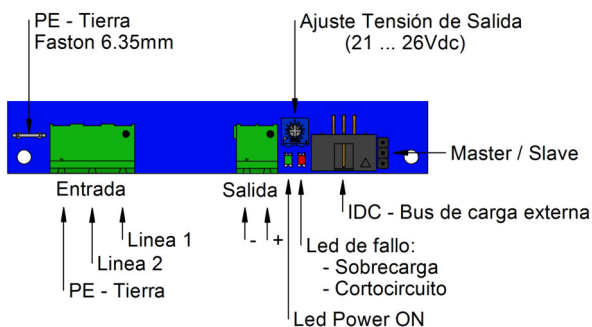 PE - Tierra
Faston 6.35mm
Ajuste Tensión de Salida
(21 ... 26Vdc)
Master / Slave
Entrada
Salida
IDC - Bus de carga externa
Linea 1
- +
Led de fallo:
Linea 2
- Sobrecarga
PE - Tierra
- Cortocircuito
Led Power ON